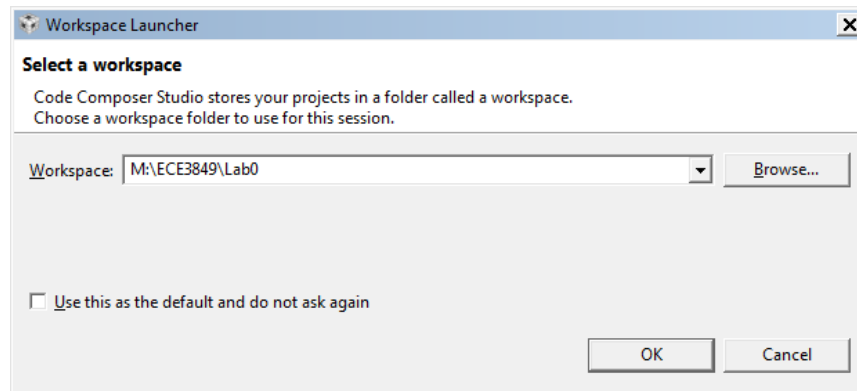 Workspace Launcher
Select a workspace
Code Composer Studio stores your projects in a folder called a workspace.
Choose a workspace folder to use for this session.
Workspace: M:\ECE3849\Lab0 Browse...
Use this as the default and do not ask again
OK Cancel